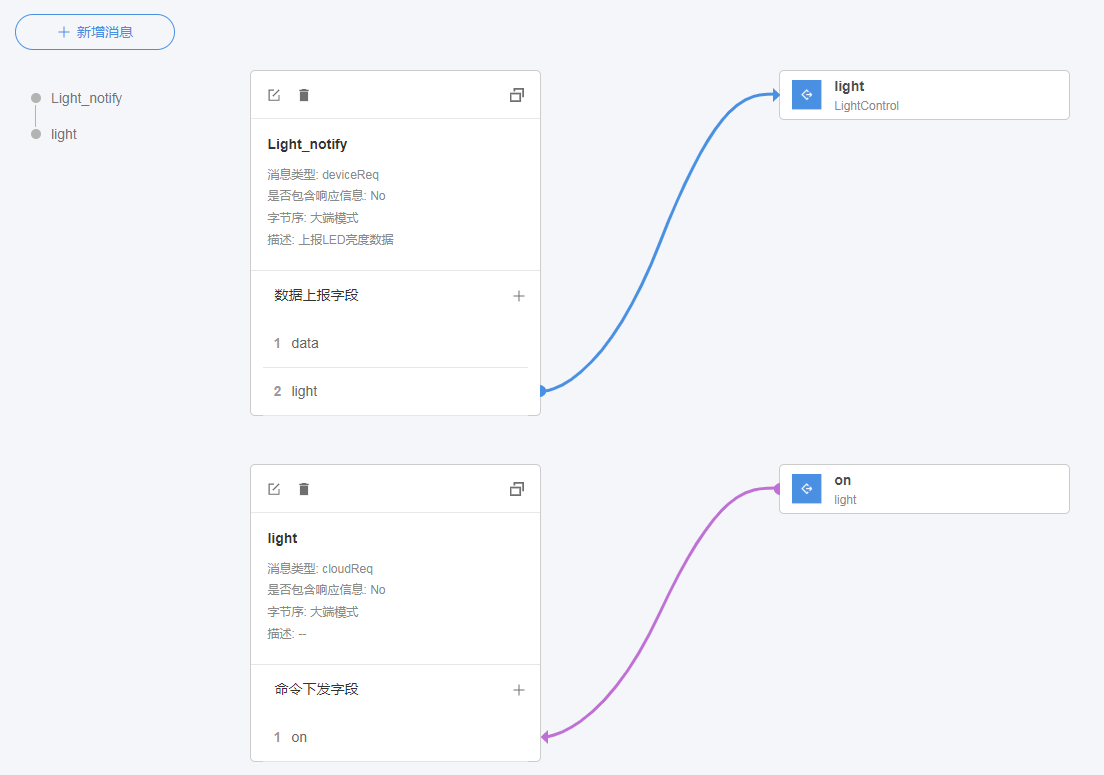 新增消息
Light_notify
light
Light_notify
消息类型: deviceReq
是否包含响应信息: No
字节序: 大端模式
描述: 上报LED亮度数据
数据上报字段
1 data
2 light
light
LightControl
light
消息类型: cloudReq
是否包含响应信息: No
字节序: 大端模式
描述: --
命令下发字段
1 on
on
light